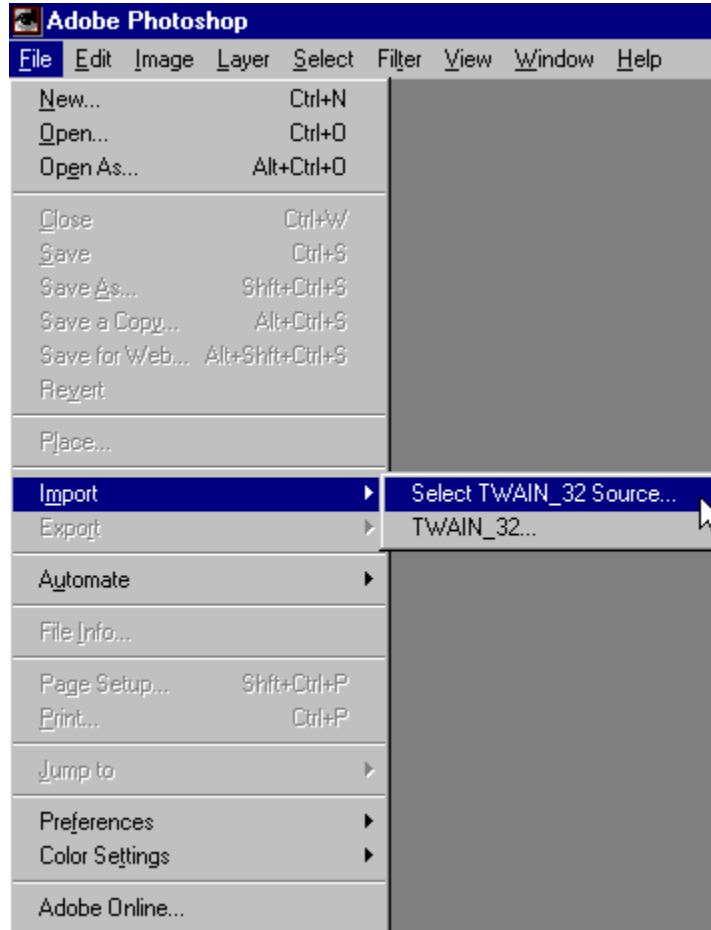 Adobe Photoshop
File Edit Image Layer Select Filter View Window Help
New... Ctrl+N
Open... Ctrl+O
Open As... Alt+Ctrl+O
Close Ctrl+W
Save Ctrl+S
Save As... Shft+Ctrl+S
Save a Copy... Alt+Ctrl+S
Save for Web... Alt+Shft+Ctrl+S
Revert
Place...
Import Select TWAIN_32 Source...
Export TWAIN_32...
Automate
File Info...
Page Setup... Shft+Ctrl+P
Print... Ctrl+P
Jump to
Preferences
Color Settings
Adobe Online...